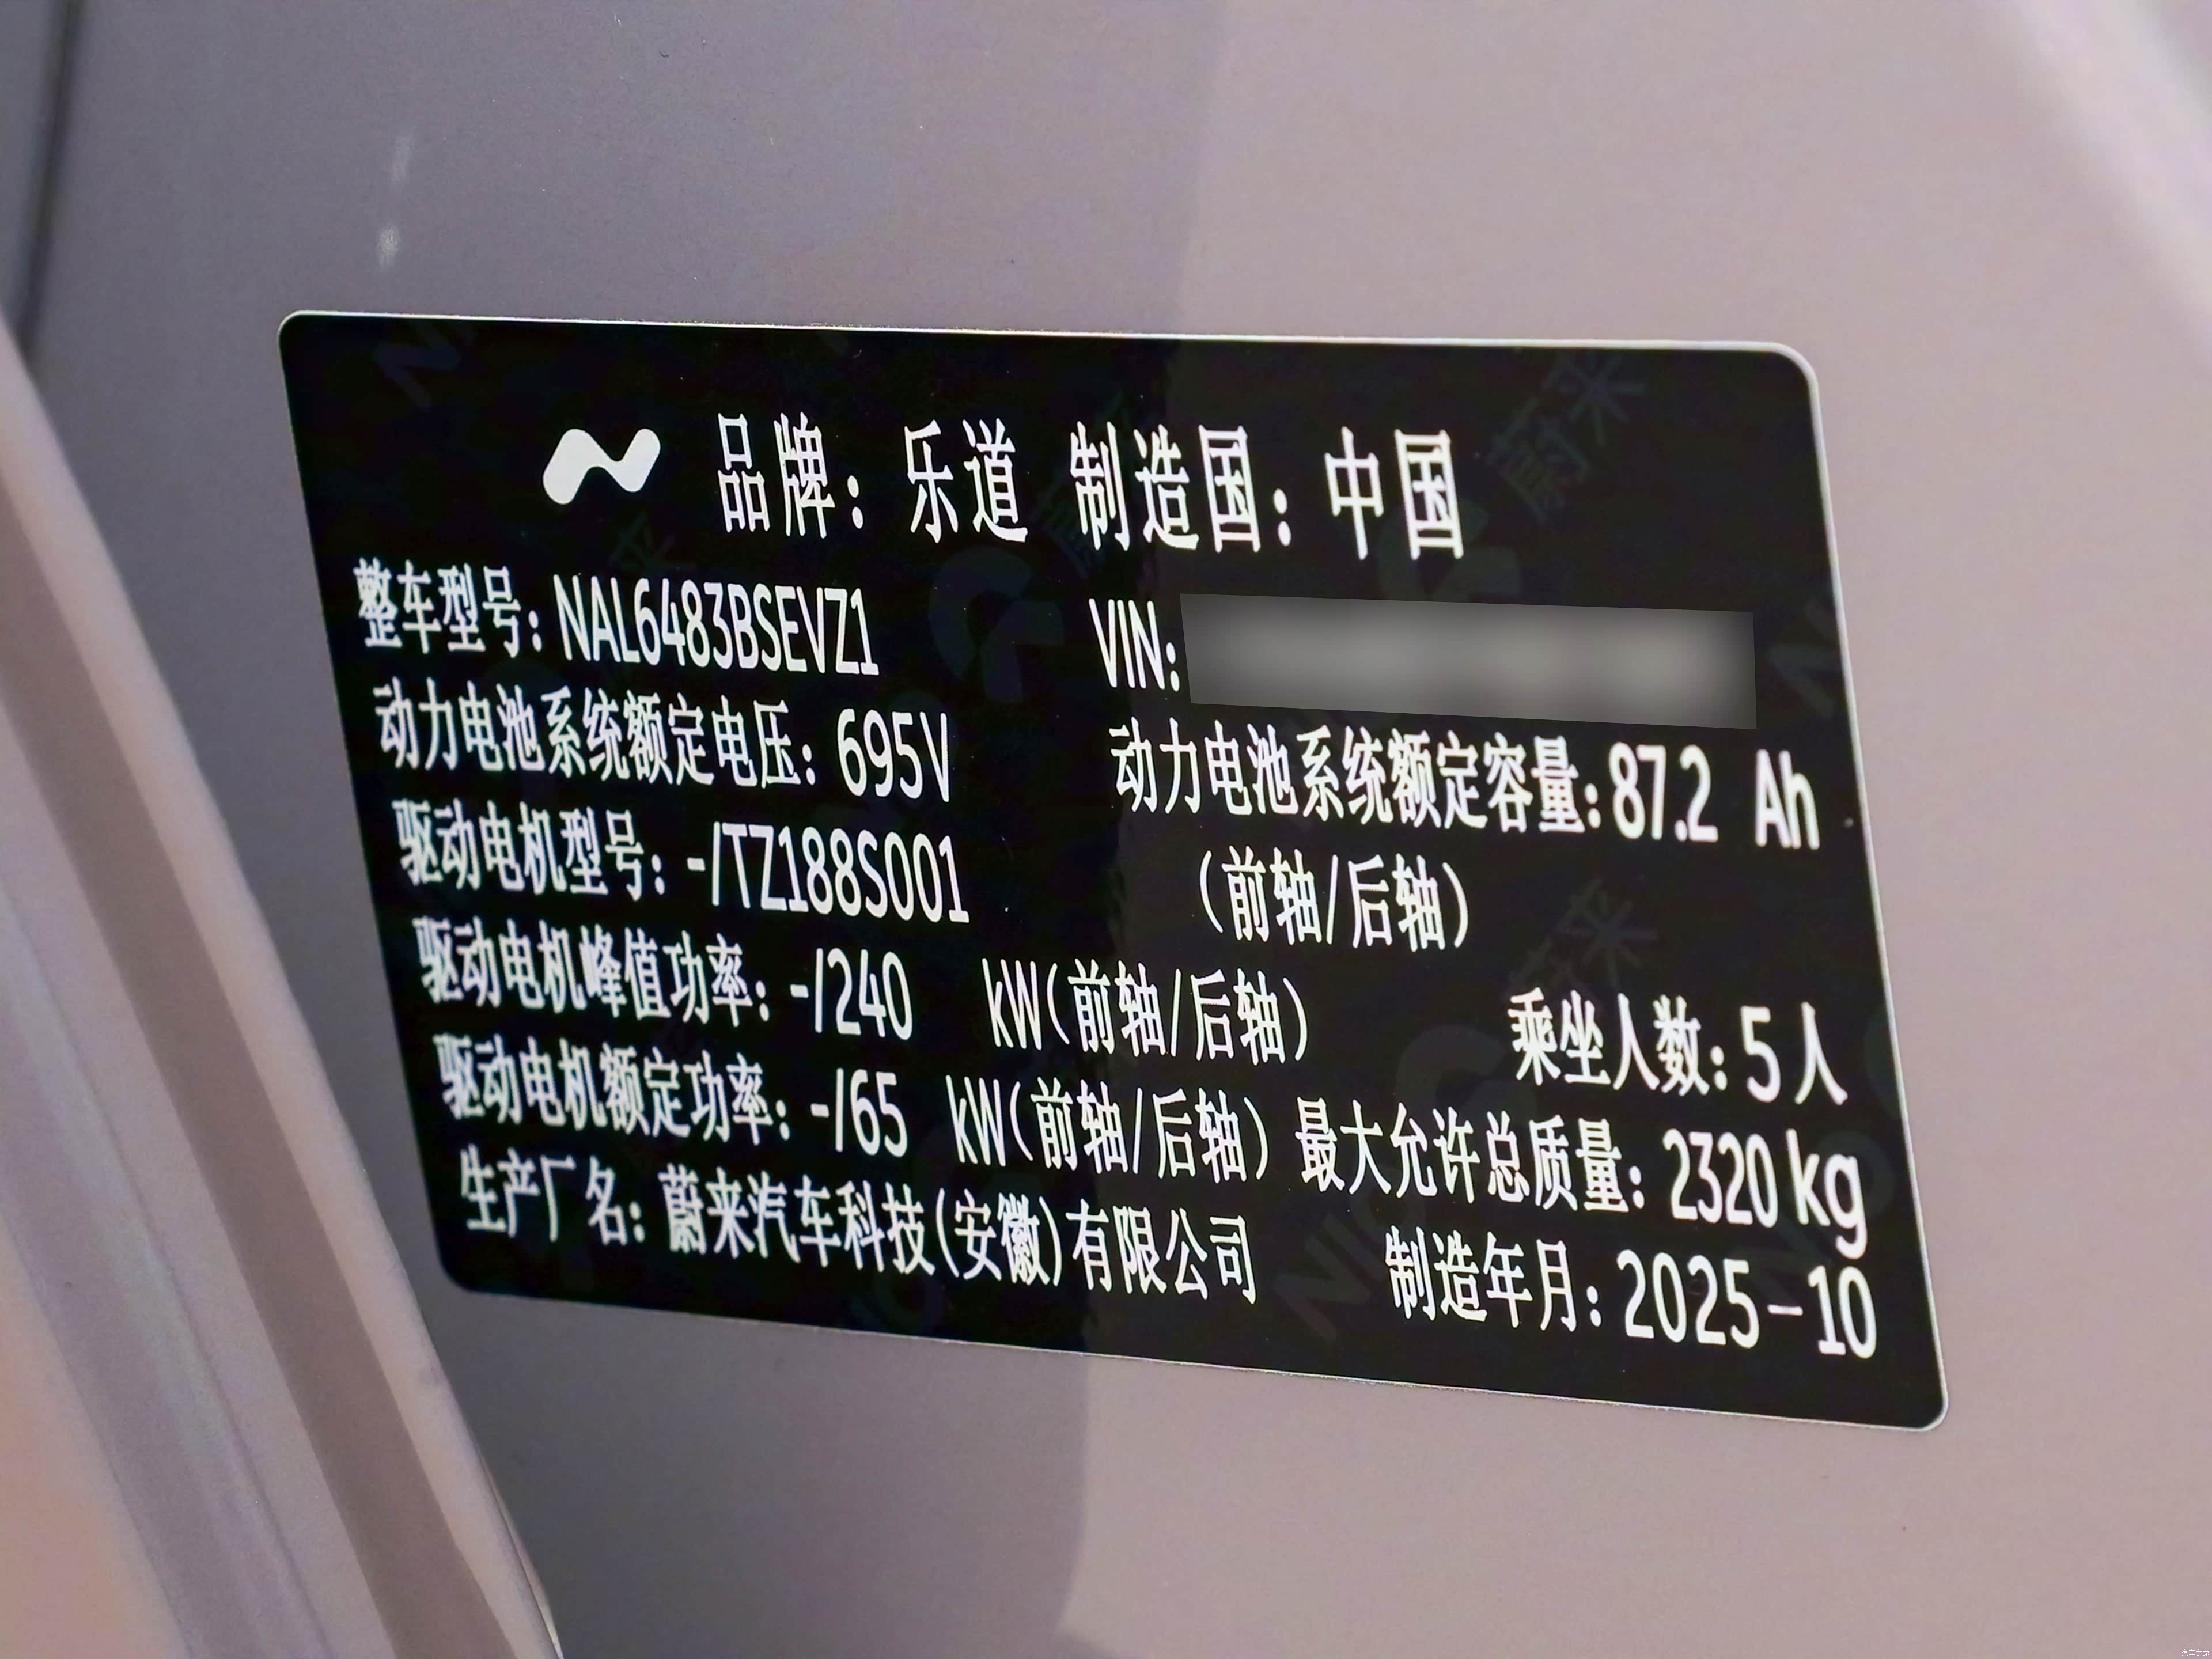 品牌：乐道 制造国：中国
整车型号：NAL6483BSEVZ1 VIN:
动力电池系统额定电压：695V 动力电池系统额定容量：87.2 Ah
驱动电机型号：-/TZ188S001 (前轴/后轴)
驱动电机峰值功率：-/240 kW(前轴/后轴) 乘坐人数：5人
驱动电机额定功率：-/65 kW(前轴/后轴) 最大允许总质量：2320 kg
生产厂名：蔚来汽车科技(安徽)有限公司 制造年月：2025-10
汽车之家